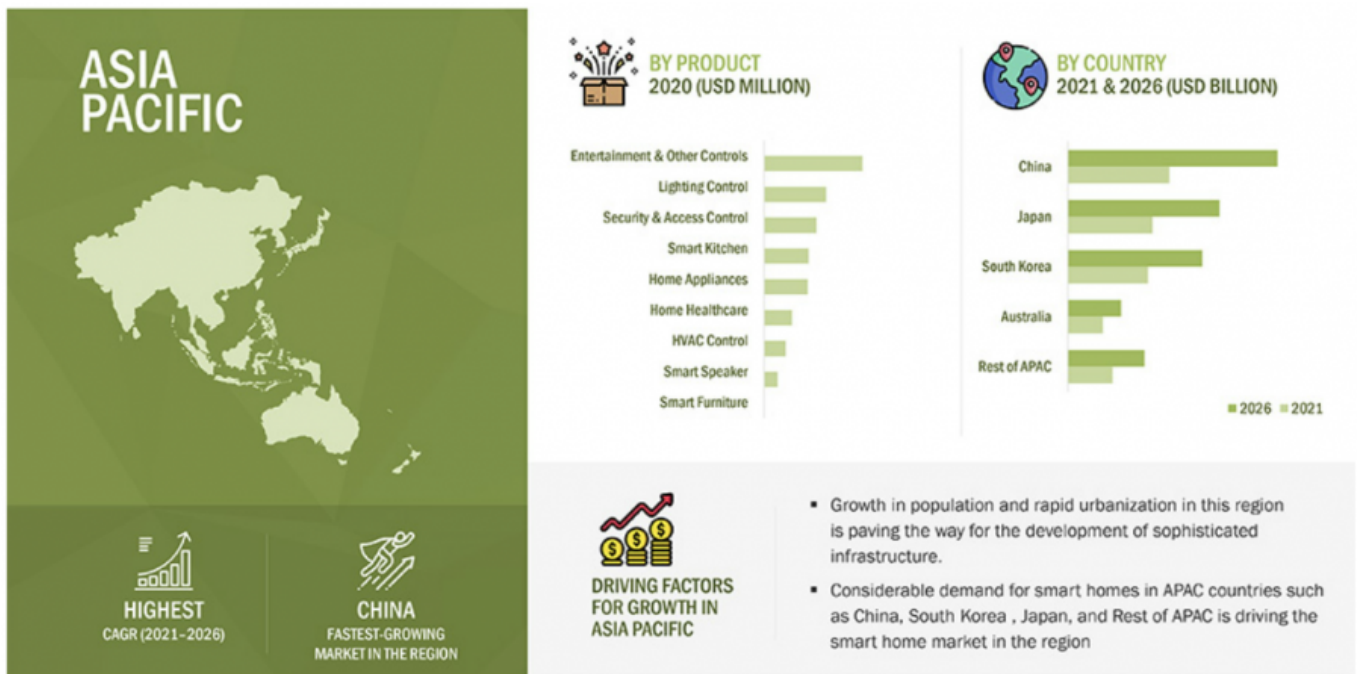 ASIA
PACIFIC
HIGHEST
CAGR (2021–2026)
CHINA
FASTEST-GROWING
MARKET IN THE REGION
BY PRODUCT
2020 (USD MILLION)
Entertainment & Other Controls
Lighting Control
Security & Access Control
Smart Kitchen
Home Appliances
Home Healthcare
HVAC Control
Smart Speaker
Smart Furniture
BY COUNTRY
2021 & 2026 (USD BILLION)
China
Japan
South Korea
Australia
Rest of APAC
2026 2021
DRIVING FACTORS
FOR GROWTH IN
ASIA PACIFIC
▪ Growth in population and rapid urbanization in this region
is paving the way for the development of sophisticated
infrastructure.
▪ Considerable demand for smart homes in APAC countries such
as China, South Korea , Japan, and Rest of APAC is driving the
smart home market in the region